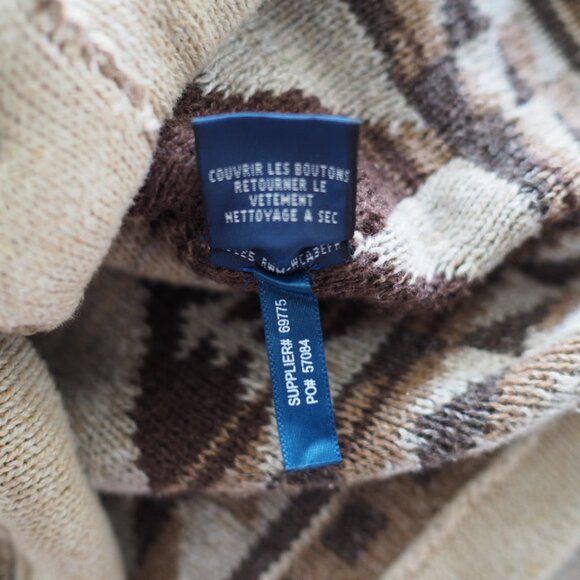 COUVRIR LES BOUTONS
RETOURNER LE
VETEMENT
NETTOYAGE A SEC
SUPPLIER# 69775
PO# 57084